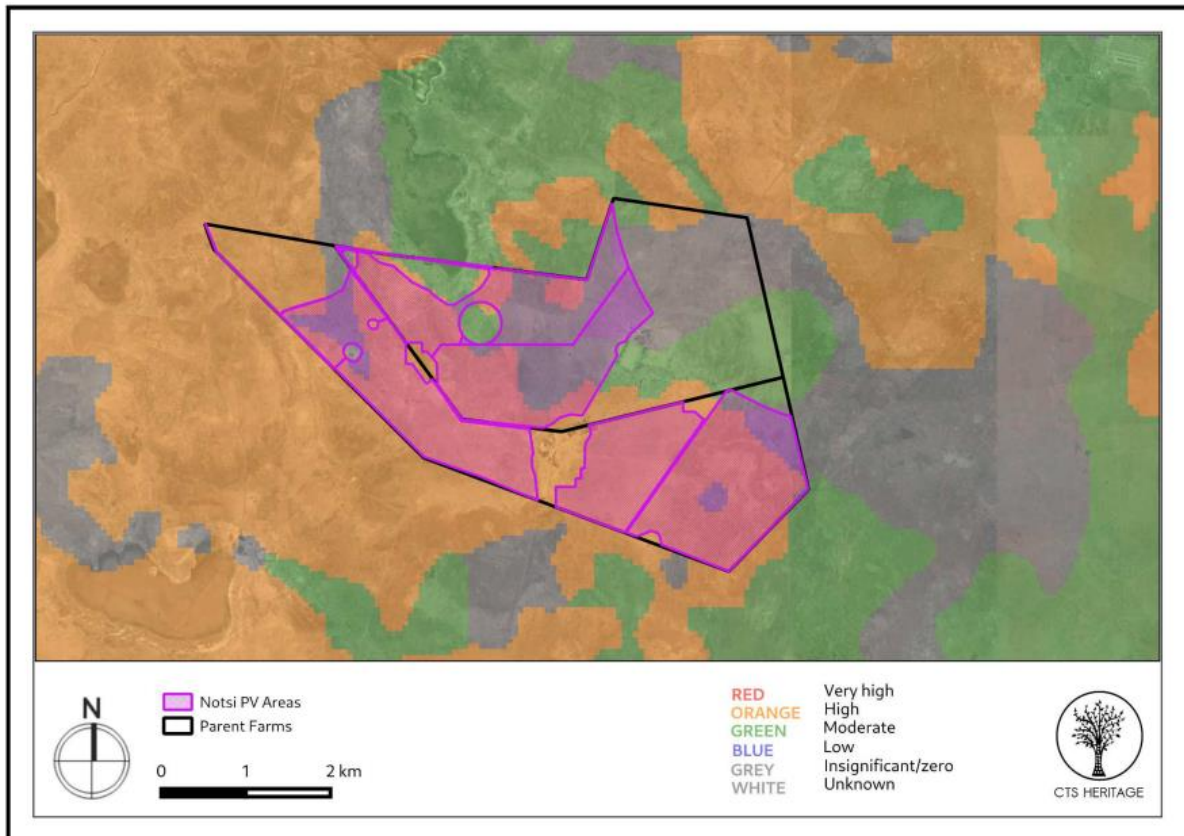 N
Notsi PV Areas
Parent Farms
0 1 2 km
RED Very high
ORANGE High
GREEN Moderate
BLUE Low
GREY Insignificant/zero
WHITE Unknown
CTS HERITAGE